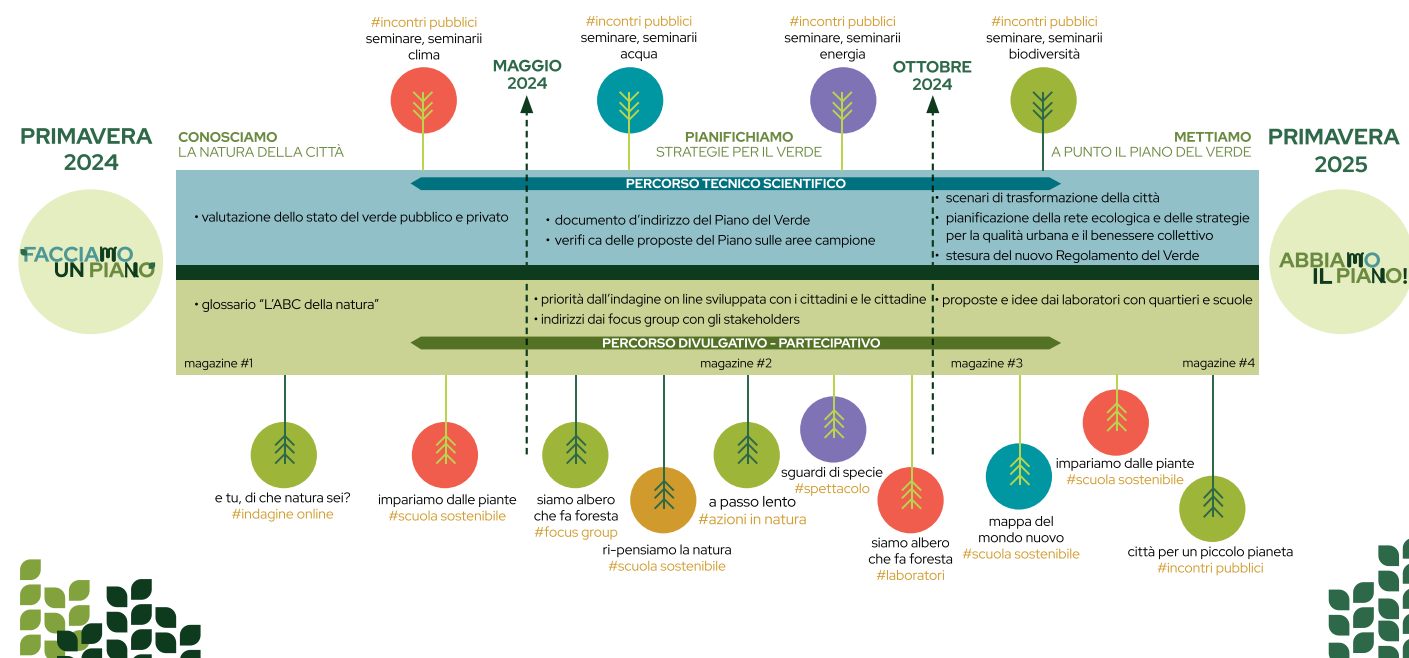 #incontri pubblici
seminare, seminarii
clima
#incontri pubblici
seminare, seminarii
acqua
#incontri pubblici
seminare, seminarii
energia
#incontri pubblici
seminare, seminarii
biodiversità
MAGGIO
2024
OTTOBRE
2024
PRIMAVERA
2024
CONOSCIAMO
LA NATURA DELLA CITTÀ
PIANIFICHIAMO
STRATEGIE PER IL VERDE
METTIAMO
A PUNTO IL PIANO DEL VERDE
PRIMAVERA
2025
FACCIAMO
UN PIANO
ABBIAMO
IL PIANO!
PERCORSO TECNICO SCIENTIFICO
• valutazione dello stato del verde pubblico e privato
• documento d'indirizzo del Piano del Verde
• verifi ca delle proposte del Piano sulle aree campione
• scenari di trasformazione della città
• pianificazione della rete ecologica e delle strategie
per la qualità urbana e il benessere collettivo
• stesura del nuovo Regolamento del Verde
• glossario “L’ABC della natura”
• priorità dall’indagine on line sviluppata con i cittadini e le cittadine
• indirizzi dai focus group con gli stakeholders
• proposte e idee dai laboratori con quartieri e scuole
PERCORSO DIVULGATIVO - PARTECIPATIVO
magazine #1
magazine #2
magazine #3
magazine #4
e tu, di che natura sei?
#indagine online
impariamo dalle piante
#scuola sostenibile
siamo albero
che fa foresta
#focus group
ri-pensiamo la natura
#scuola sostenibile
a passo lento
#azioni in natura
sguardi di specie
#spettacolo
siamo albero
che fa foresta
#laboratori
mappa del
mondo nuovo
#scuola sostenibile
impariamo dalle piante
#scuola sostenibile
città per un piccolo pianeta
#incontri pubblici